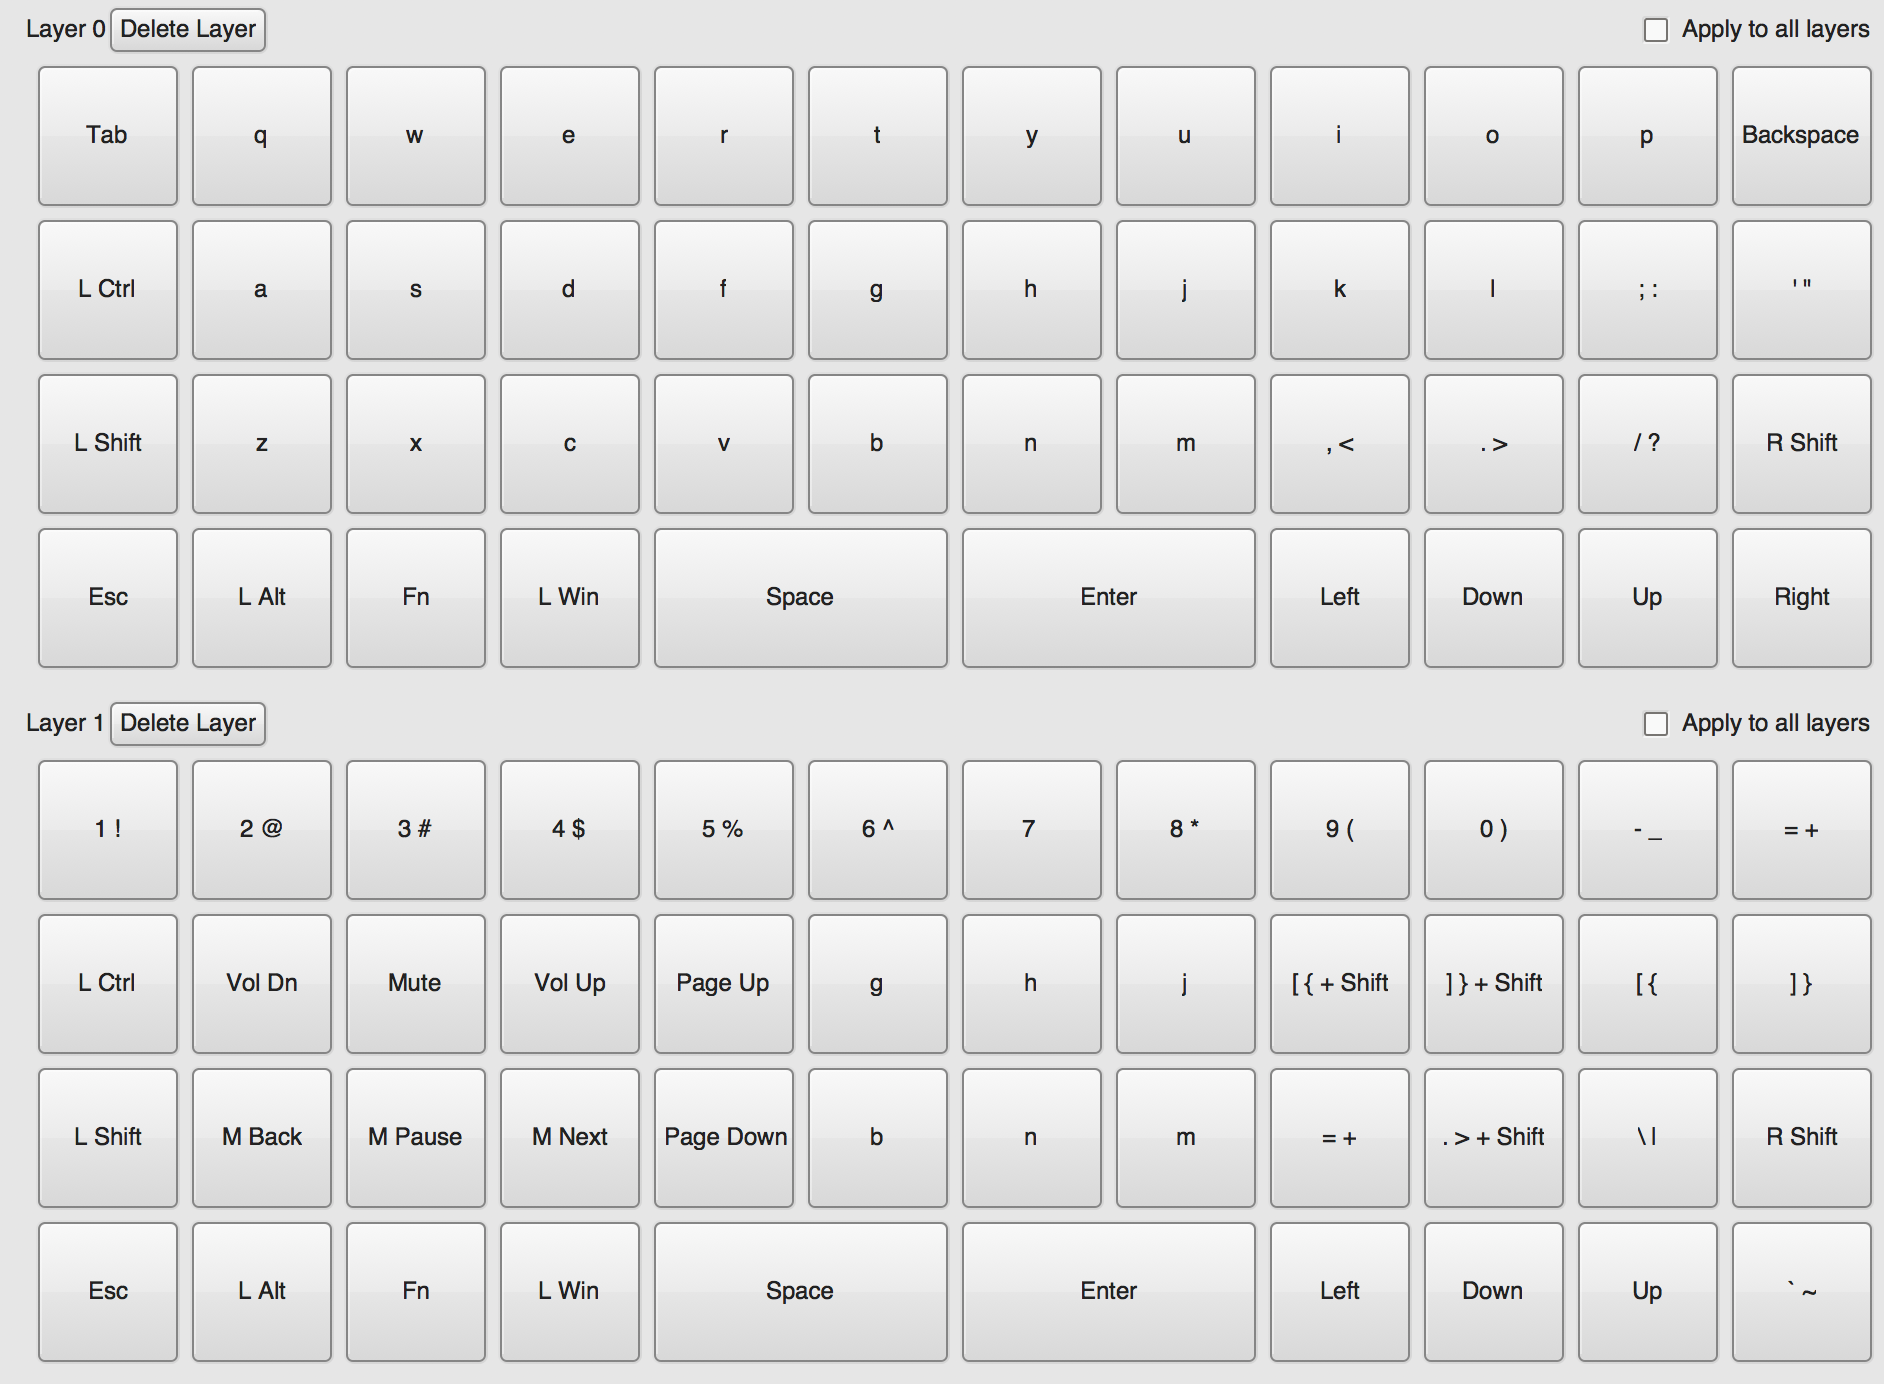 Layer 0 Delete Layer Apply to all layers
Tab q w e r t y u i o p Backspace
L Ctrl a s d f g h j k l ; : ' "
L Shift z x c v b n m , < . > / ? R Shift
Esc L Alt Fn L Win Space Enter Left Down Up Right
Layer 1 Delete Layer Apply to all layers
1 ! 2 @ 3 # 4 $ 5 % 6 ^ 7 8 * 9 ( 0 ) - _ = +
L Ctrl Vol Dn Mute Vol Up Page Up g h j [ { + Shift ] } + Shift [ { ] }
L Shift M Back M Pause M Next Page Down b n m = + . > + Shift \ | R Shift
Esc L Alt Fn L Win Space Enter Left Down Up ` ~